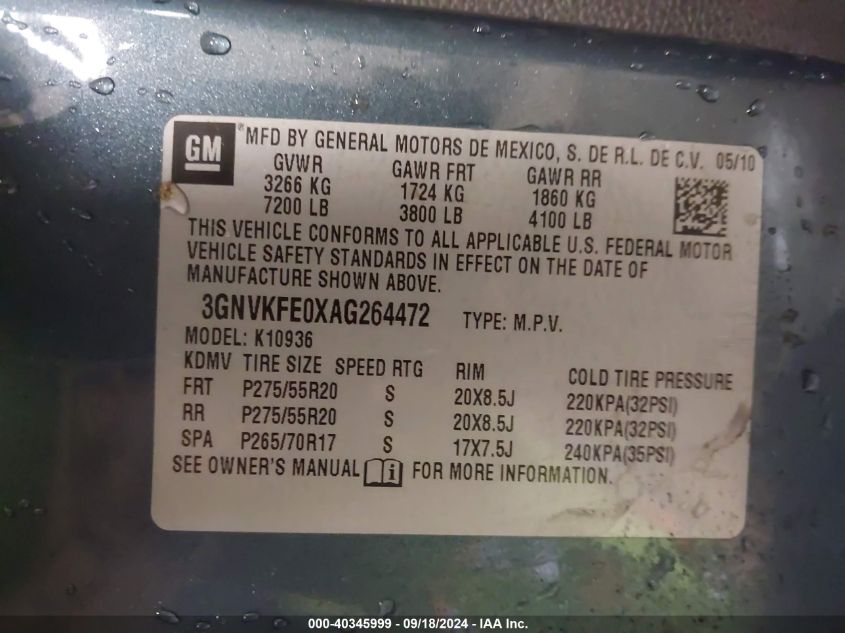 GM ® MFD BY GENERAL MOTORS DE MEXICO, S. DE R.L. DE C.V. 05/10
GVWR GAWR FRT GAWR RR
3266 KG 1724 KG 1860 KG
7200 LB 3800 LB 4100 LB
THIS VEHICLE CONFORMS TO ALL APPLICABLE U.S. FEDERAL MOTOR
VEHICLE SAFETY STANDARDS IN EFFECT ON THE DATE OF
MANUFACTURE SHOWN ABOVE.
3GNVKFE0XAG264472 TYPE: M.P.V.
MODEL: K10936
KDMV TIRE SIZE SPEED RTG RIM COLD TIRE PRESSURE
FRT P275/55R20 S 20X8.5J 220KPA(32PSI)
RR P275/55R20 S 20X8.5J 220KPA(32PSI)
SPA P265/70R17 S 17X7.5J 240KPA(35PSI)
SEE OWNER'S MANUAL i FOR MORE INFORMATION.
000-40345999 - 09/18/2024 - IAA Inc.